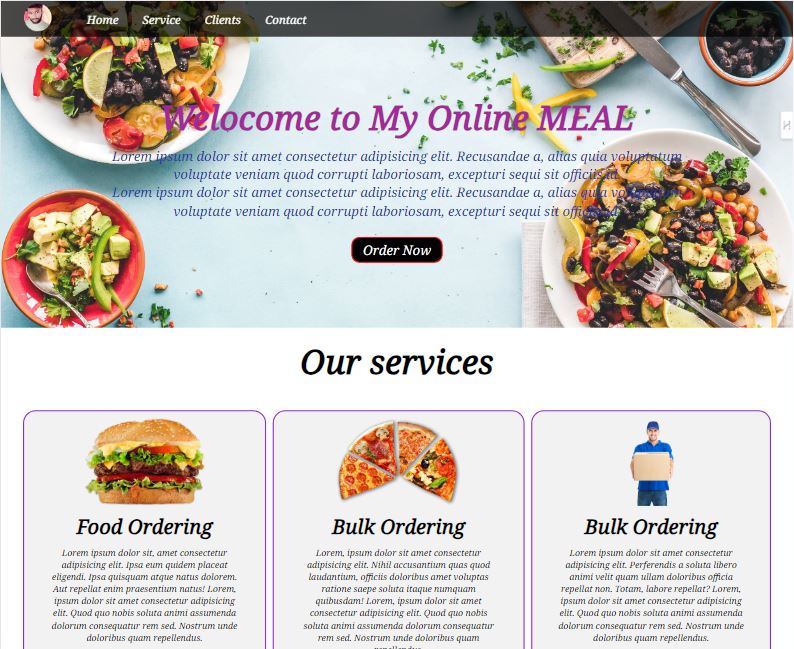 Home Service Clients Contact
Welocome to My Online MEAL
Lorem ipsum dolor sit amet consectetur adipisicing elit. Recusandae a, alias quia voluptatum
voluptate veniam quod corrupti laboriosam, excepturi sequi sit officiis id
Lorem ipsum dolor sit amet consectetur adipisicing elit. Recusandae a, alias quia voluptatum
voluptate veniam quod corrupti laboriosam, excepturi sequi sit officiis id
Order Now
Our services
Food Ordering
Lorem ipsum dolor sit, amet consectetur
adipisicing elit. Ipsa eum quidem placeat
eligendi. Ipsa quisquam atque natus dolorem.
Aut repellat enim praesentium natus! Lorem,
ipsum dolor sit amet consectetur adipisicing
elit. Quod quo nobis soluta animi assumenda
dolorum consequatur rem sed. Nostrum unde
doloribus quam repellendus.
Bulk Ordering
Lorem, ipsum dolor sit amet consectetur
adipisicing elit. Nihil accusantium quas quod
laudantium, officiis doloribus amet voluptas
ratione saepe soluta itaque numquam
quibusdam! Lorem, ipsum dolor sit amet
consectetur adipisicing elit. Quod quo nobis
soluta animi assumenda dolorum consequatur
rem sed. Nostrum unde doloribus quam
repellendus.
Bulk Ordering
Lorem ipsum dolor sit amet consectetur
adipisicing elit. Perferendis a soluta libero
animi velit quam ullam doloribus officia
repellat non. Totam, labore repellat? Lorem,
ipsum dolor sit amet consectetur adipisicing
elit. Quod quo nobis soluta animi assumenda
dolorum consequatur rem sed. Nostrum unde
doloribus quam repellendus.